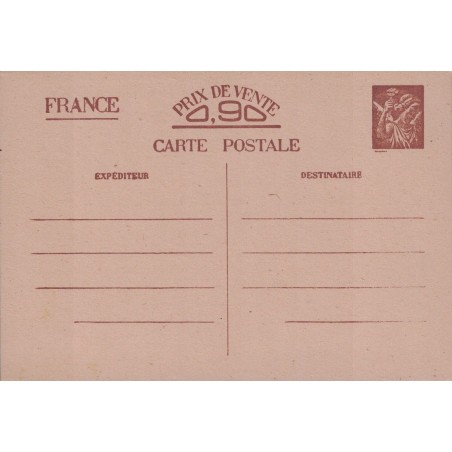 FRANCE
PRIX DE VENTE
0,90
CARTE POSTALE
EXPÉDITEUR
DESTINATAIRE